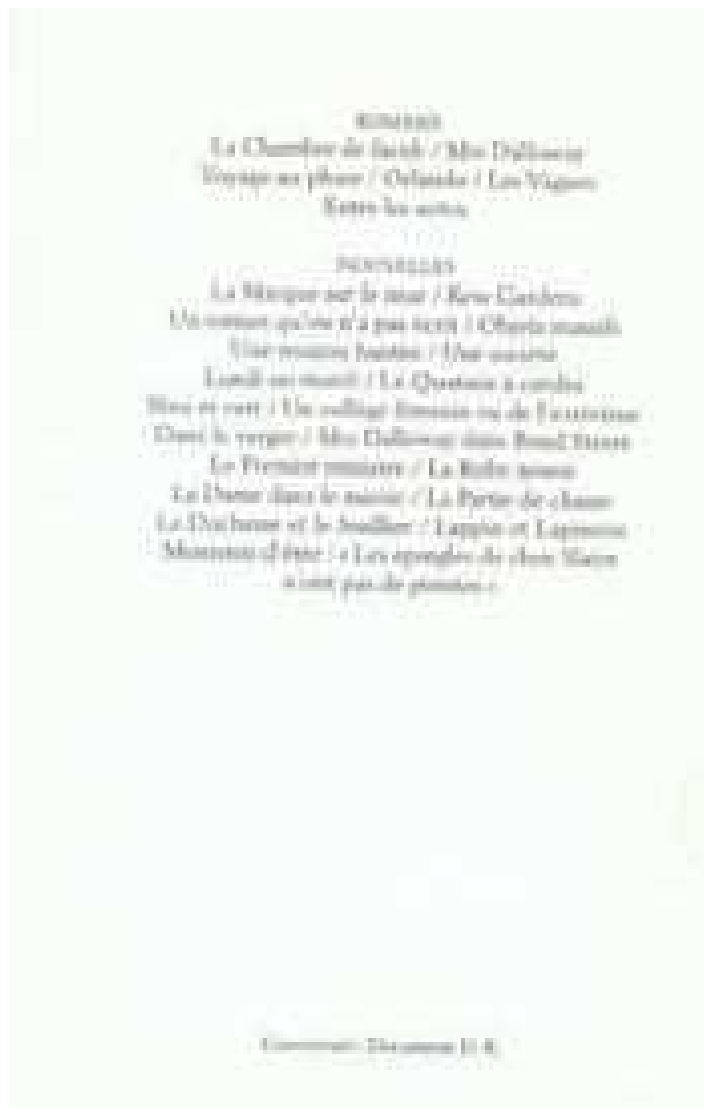 ROMANS
La Chambre de Jacob / Mrs Dalloway
Voyage au phare / Orlando / Les Vagues
Entre les actes
NOUVELLES
La Marque sur le mur / Kew Gardens
Un roman qu'on n'a pas écrit / Objets massifs
Une maison hantée / Une société
Lundi ou mardi / Le Quatuor à cordes
Bleu et vert / Un collège féminin vu de l'extérieur
Dans le verger / Mrs Dalloway dans Bond Street
Le Premier ministre / La Robe neuve
La Dame dans le miroir / La Partie de chasse
La Duchesse et le Joaillier / Lappin et Lapinova
Moments d'être : « Les épingles de chez Slater
n'ont pas de pointes »
Couverture : Document